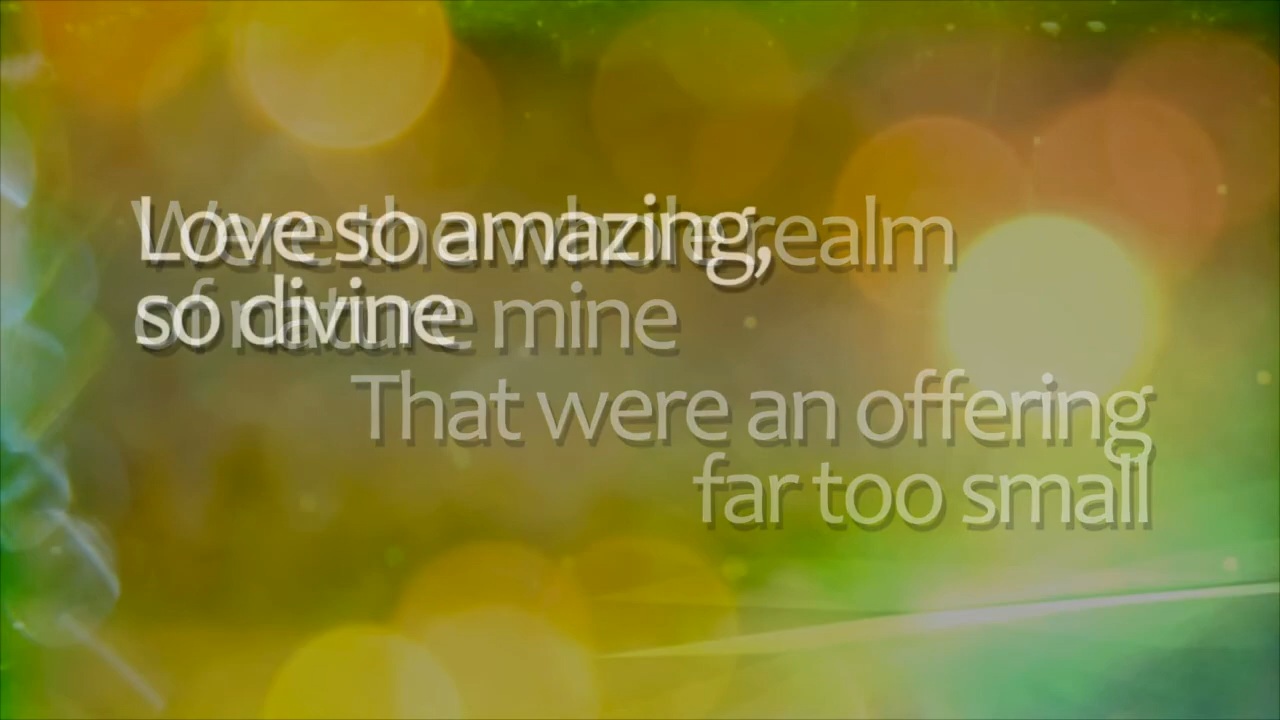 Love so amazing,
so divine
Were the whole realm
of nature mine
That were an offering
far too small